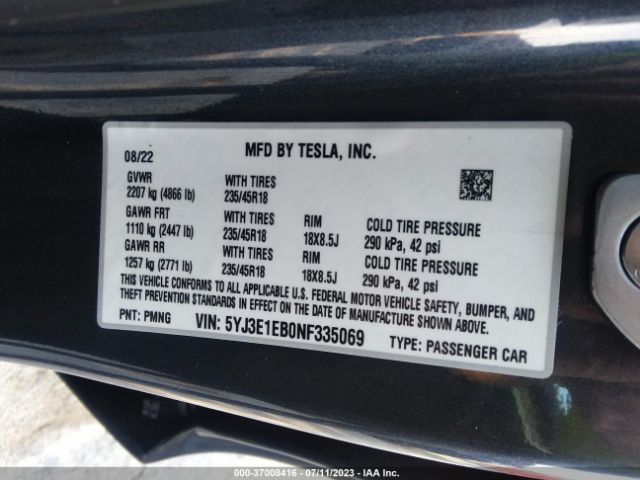 MFD BY TESLA, INC.
08/22
GVWR WITH TIRES
2207 kg (4866 lb) 235/45R18
GAWR FRT WITH TIRES RIM COLD TIRE PRESSURE
1110 kg (2447 lb) 235/45R18 18X8.5J 290 kPa, 42 psi
GAWR RR WITH TIRES RIM COLD TIRE PRESSURE
1257 kg (2771 lb) 235/45R18 18X8.5J 290 kPa, 42 psi
THIS VEHICLE CONFORMS TO ALL APPLICABLE U.S. FEDERAL MOTOR VEHICLE SAFETY, BUMPER, AND
THEFT PREVENTION STANDARDS IN EFFECT ON THE DATE OF MANUFACTURE SHOWN ABOVE.
PNT: PMNG VIN: 5YJ3E1EB0NF335069 TYPE: PASSENGER CAR
000-37008416 - 07/11/2023 - IAA Inc.